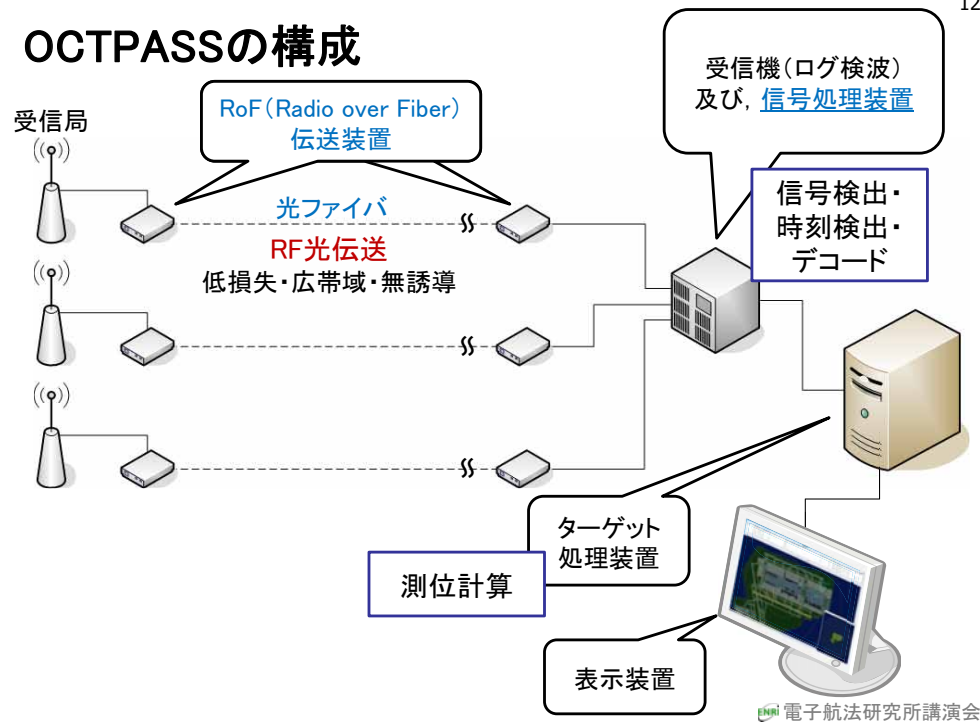 12
OCTPASSの構成
受信局
RoF(Radio over Fiber)
伝送装置
受信機(ログ検波)
及び, 信号処理装置
信号検出・
時刻検出・
デコード
光ファイバ
RF光伝送
低損失・広帯域・無誘導
ターゲット
処理装置
測位計算
表示装置
ENRI 電子航法研究所講演会